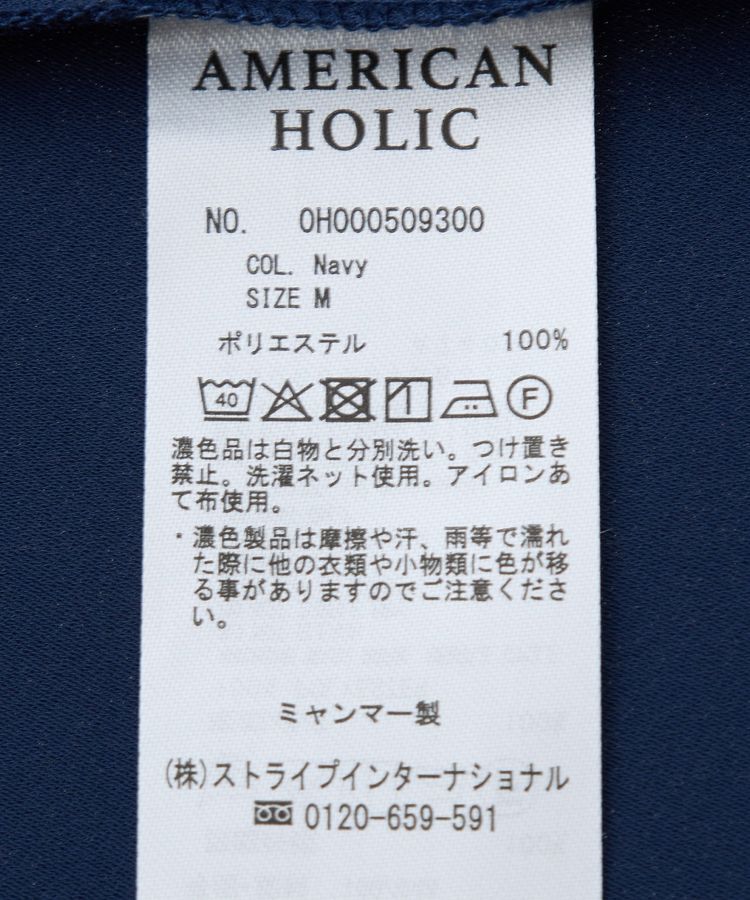 AMERICAN
HOLIC
NO. OH000509300
COL. Navy
SIZE M
ポリエステル 100%
40 F
濃色品は白物と分別洗い。つけ置き
禁止。洗濯ネット使用。アイロンあ
て布使用。
・濃色製品は摩擦や汗、雨等で濡れ
た際に他の衣類や小物類に色が移
る事がありますのでご注意くださ
い。
ミャンマー製
(株)ストライプインターナショナル
0120-659-591